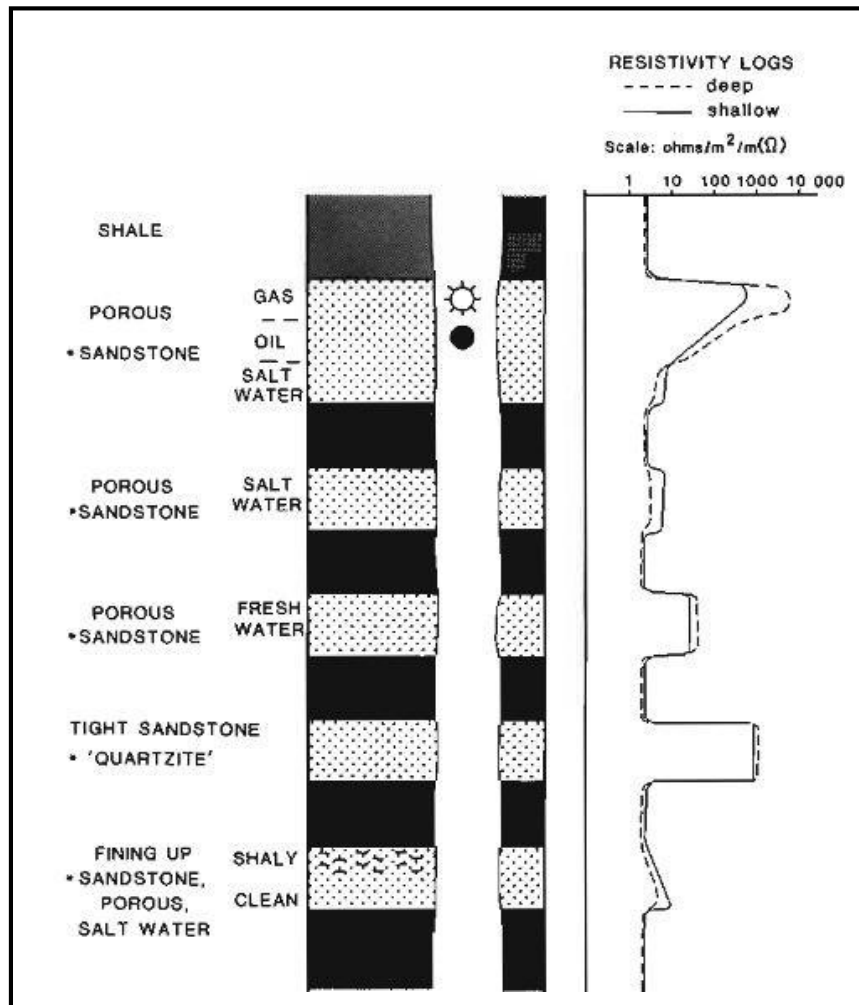 RESISTIVITY LOGS
deep
shallow
Scale: ohms/m²/m(Ω)
1 10 100 1000 10 000
SHALE
GAS
POROUS
• SANDSTONE
OIL
SALT
WATER
POROUS
• SANDSTONE
SALT
WATER
POROUS
• SANDSTONE
FRESH
WATER
TIGHT SANDSTONE
• 'QUARTZITE'
FINING UP
• SANDSTONE,
POROUS,
SALT WATER
SHALY
CLEAN